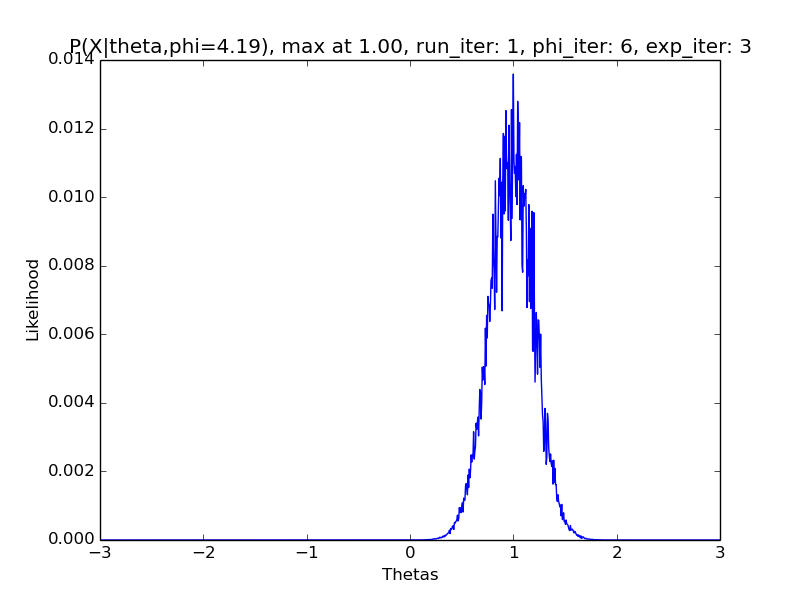 P(X|theta,phi=4.19), max at 1.00, run_iter: 1, phi_iter: 6, exp_iter: 3
0.014
0.012
0.010
0.008
0.006
0.004
0.002
0.000
Likelihood
−3 −2 −1 0 1 2 3
Thetas